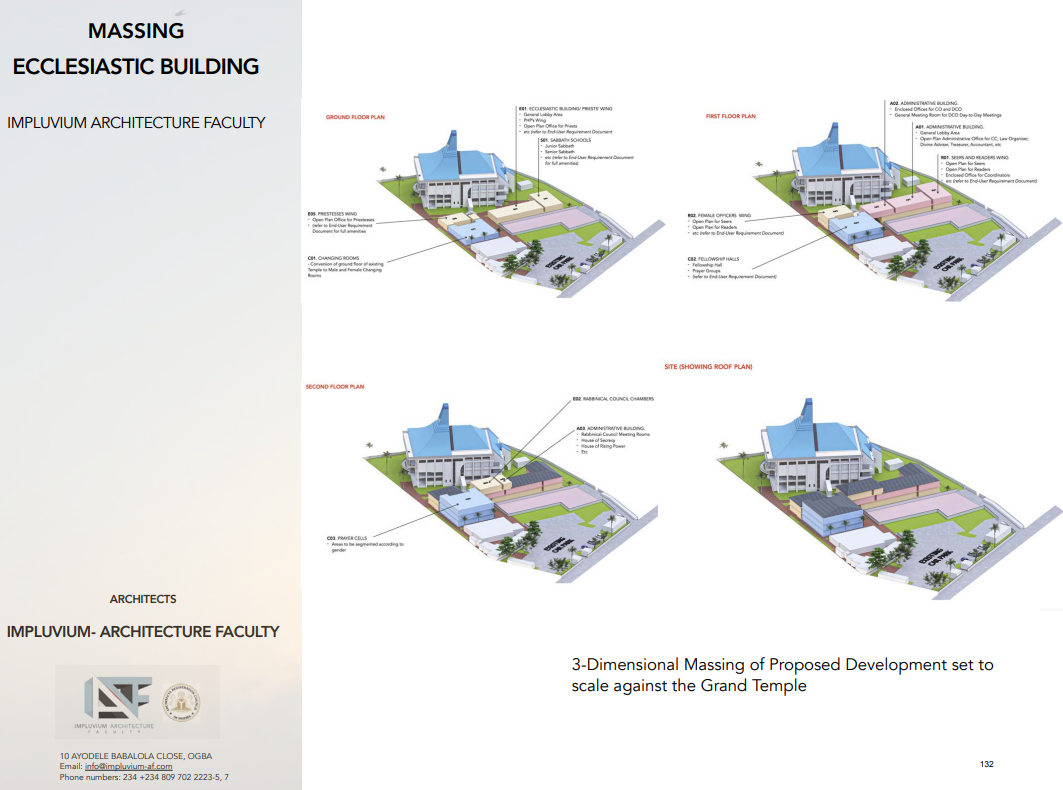 MASSING
ECCLESIASTIC BUILDING
IMPLUVIUM ARCHITECTURE FACULTY
GROUND FLOOR PLAN
E01. ECCLESIASTIC BUILDING/ PRIESTS' WING
- General Lobby Area
- PHP's Wing
- Open Plan Office for Priests
- etc (refer to End-User Requirement Document
S01. SABBATH SCHOOLS
- Junior Sabbath
- Senior Sabbath
- etc (refer to End-User Requirement Document
for full amenities)
E05. PRIESTESSES WING
- Open Plan Office for Priestesses
- (refer to End-User Requirement
Document for full amenities
C01. CHANGING ROOMS
- Conversion of ground floor of existing
Temple to Male and Female Changing
Rooms
EXISTING
CAR PARK
FIRST FLOOR PLAN
A02. ADMINISTRATIVE BUILDING.
- Enclosed Offices for CO and DCO
- General Meeting Room for DCO Day-to-Day Meetings
A01. ADMINISTRATIVE BUILDING.
- General Lobby Area
- Open Plan Administrative Office for CC, Law Organiser,
Divine Adviser, Treasurer, Accountant, etc
R01. SEERS AND READERS WING
- Open Plan for Seers
- Open Plan for Readers
- Enclosed Office for Coordinators
- etc (refer to End-User Requirement Document)
R02. FEMALE OFFICERS WING
- Open Plan for Seers
- Open Plan for Readers
- etc (refer to End-User Requirement Document)
C02. FELLOWSHIP HALLS
- Fellowship Hall
- Prayer Groups
- (refer to End-User Requirement Document)
EXISTING
CAR PARK
SECOND FLOOR PLAN
E02. RABBINICAL COUNCIL CHAMBERS
A03. ADMINISTRATIVE BUILDING.
- Rabbinical Council Meeting Rooms
- House of Secrecy
- House of Rising Power
- Etc
C03. PRAYER CELLS
- Areas to be segmented according to
gender
EXISTING
CAR PARK
SITE (SHOWING ROOF PLAN)
EXISTING
CAR PARK
ARCHITECTS
IMPLUVIUM- ARCHITECTURE FACULTY
IMPLUVIUM ARCHITECTURE
F A C U L T Y
10 AYODELE BABALOLA CLOSE, OGBA
Email: info@impluvium-af.com
Phone numbers: 234 +234 809 702 2223-5, 7
3-Dimensional Massing of Proposed Development set to
scale against the Grand Temple
132